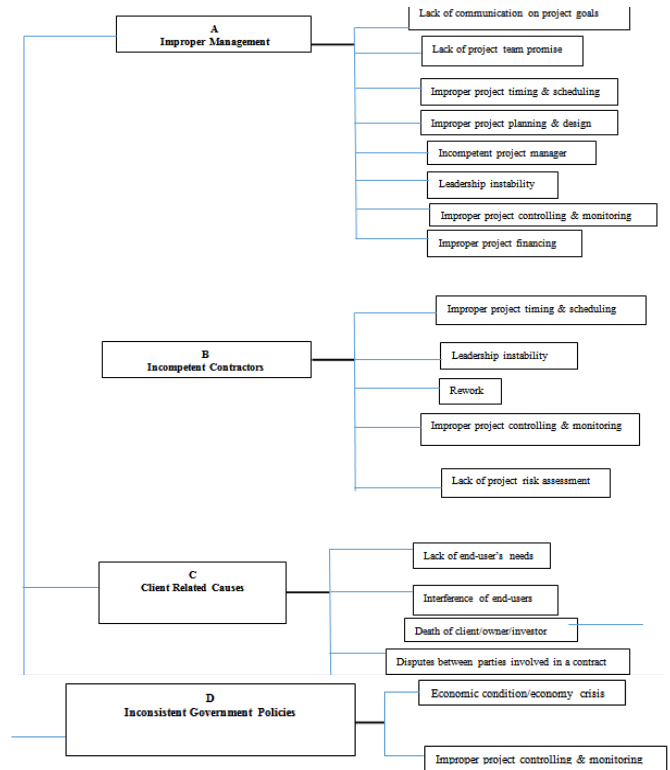 A
Improper Management
Lack of communication on project goals
Lack of project team promise
Improper project timing & scheduling
Improper project planning & design
Incompetent project manager
Leadership instability
Improper project controlling & monitoring
Improper project financing
B
Incompetent Contractors
Improper project timing & scheduling
Leadership instability
Rework
Improper project controlling & monitoring
Lack of project risk assessment
C
Client Related Causes
Lack of end-user’s needs
Interference of end-users
Death of client/owner/investor
Disputes between parties involved in a contract
D
Inconsistent Government Policies
Economic condition/economy crisis
Improper project controlling & monitoring